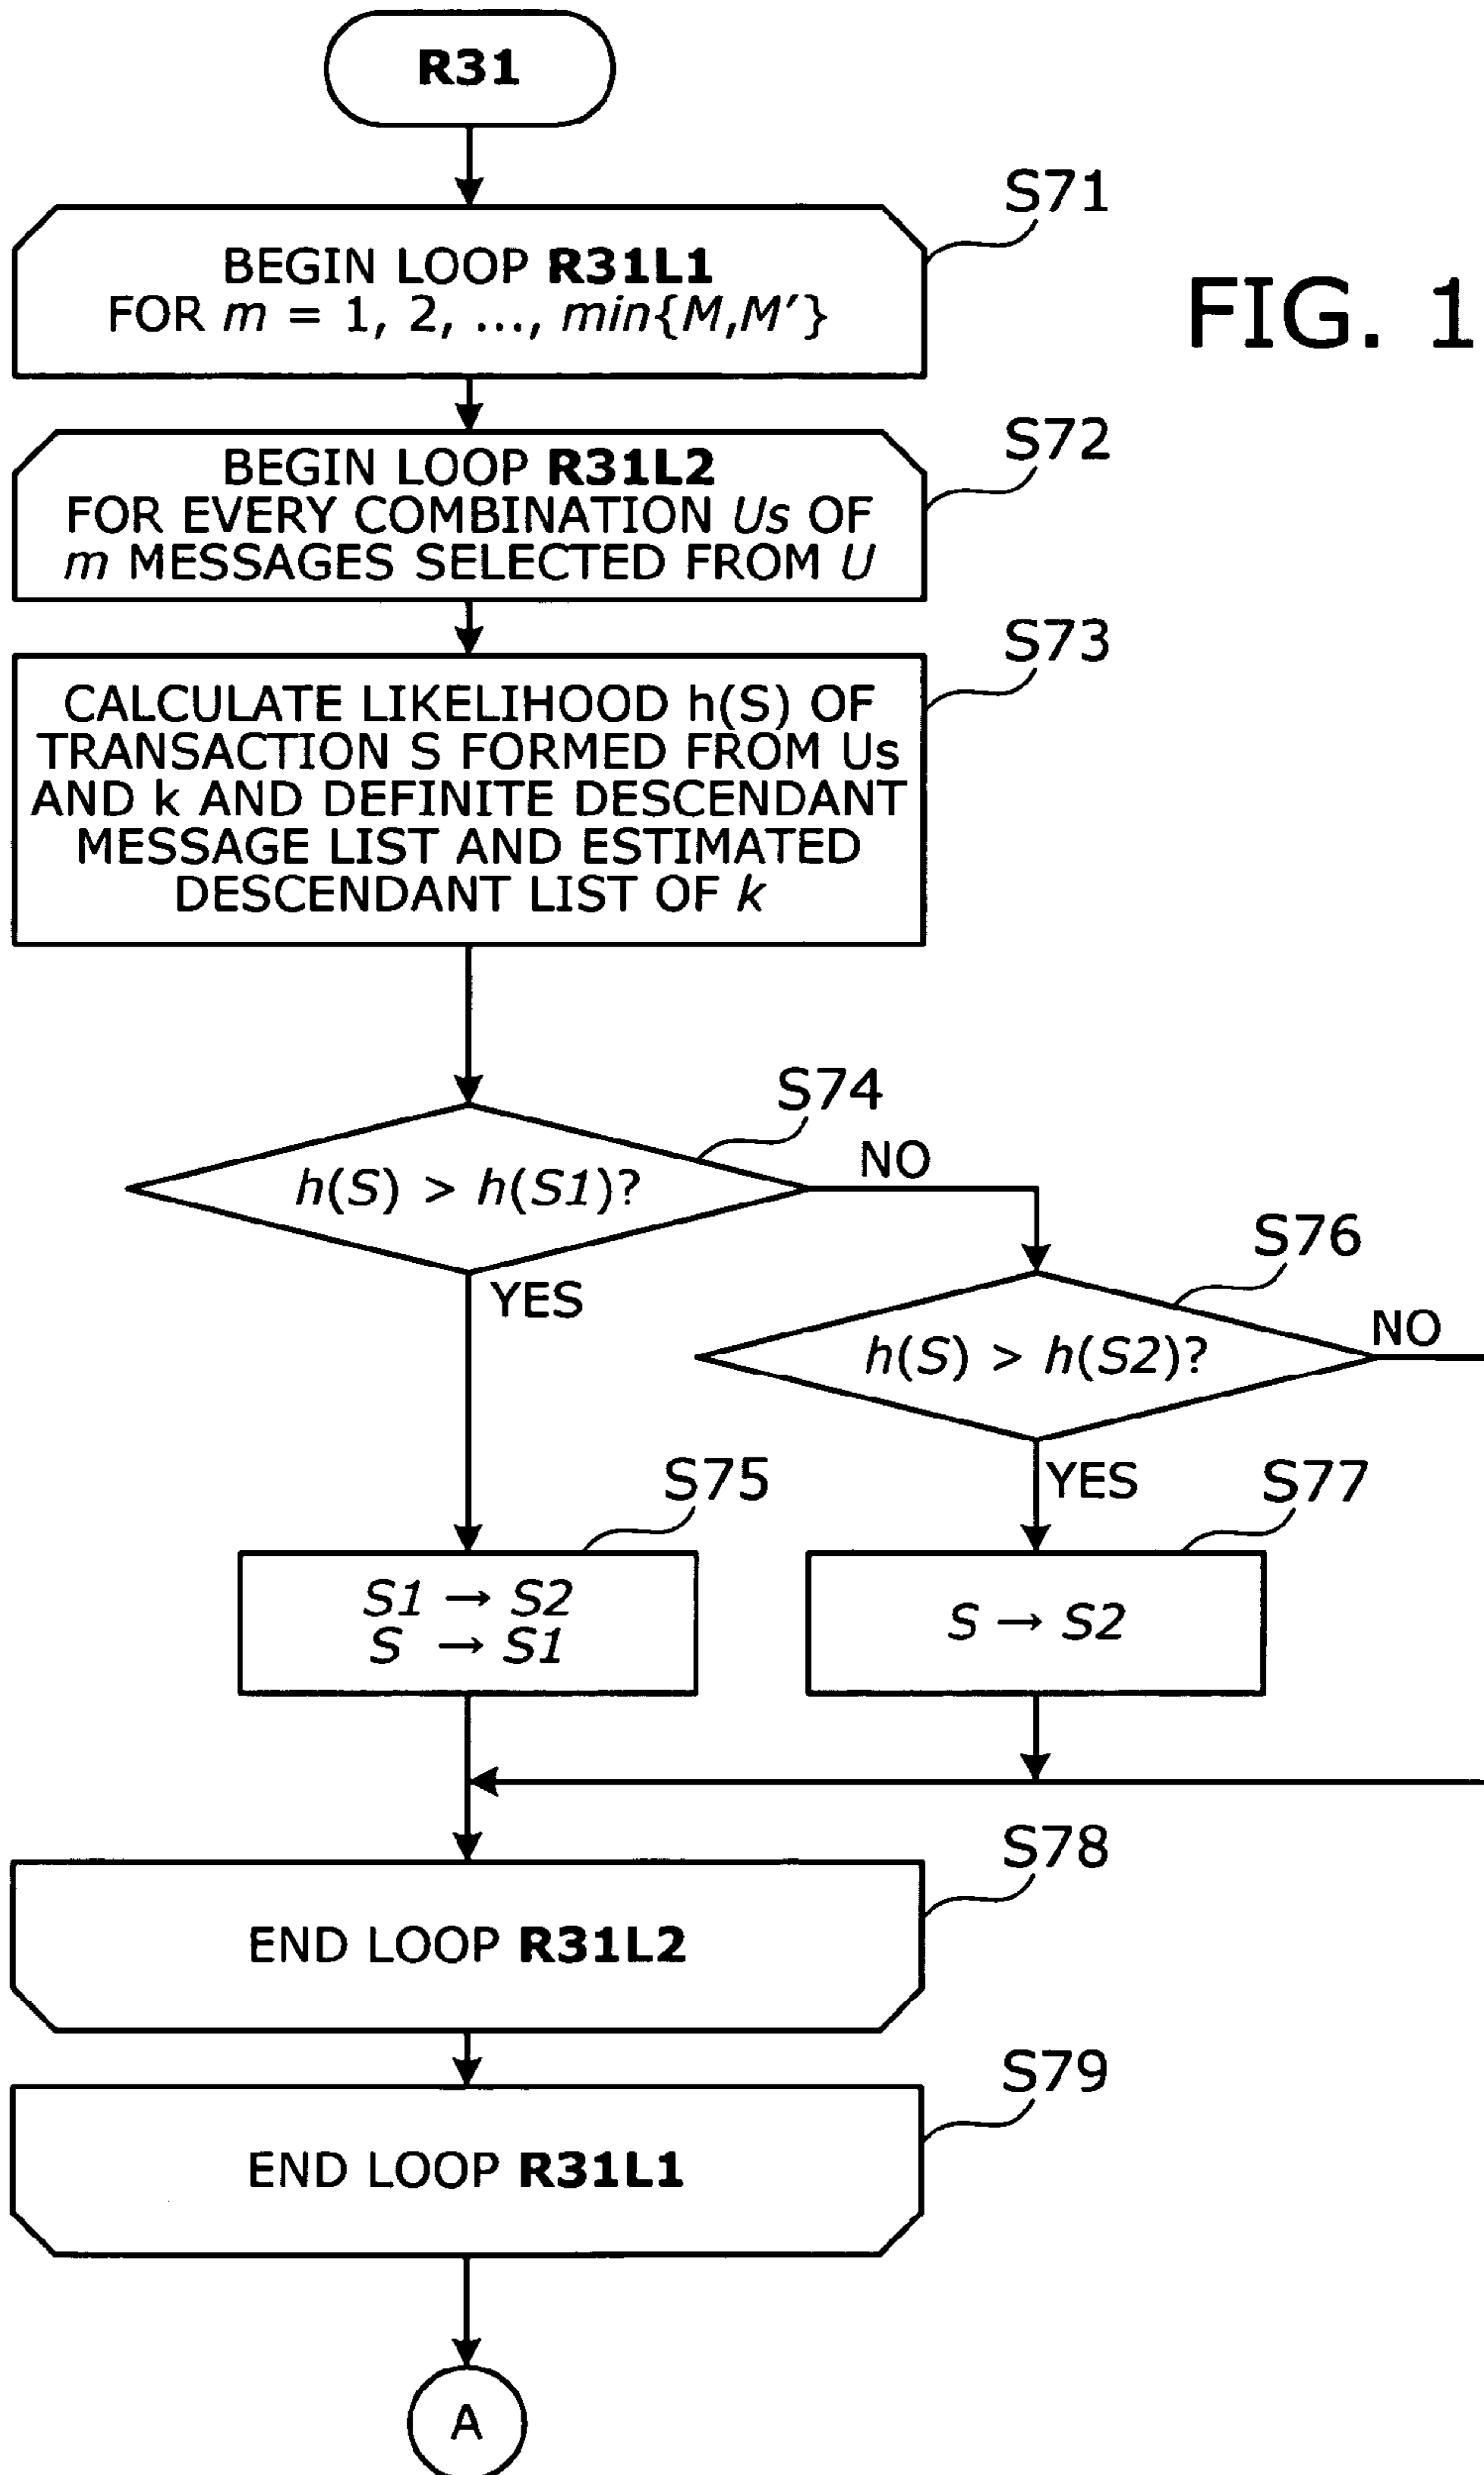 R31
S71
BEGIN LOOP R31L1
FOR m = 1, 2, ..., min{M,M′}
FIG. 1
S72
BEGIN LOOP R31L2
FOR EVERY COMBINATION Us OF
m MESSAGES SELECTED FROM U
S73
CALCULATE LIKELIHOOD h(S) OF
TRANSACTION S FORMED FROM Us
AND k AND DEFINITE DESCENDANT
MESSAGE LIST AND ESTIMATED
DESCENDANT LIST OF k
S74
h(S) > h(S1)?
NO
YES
S76
h(S) > h(S2)?
NO
YES
S75
S1 → S2
S → S1
S77
S → S2
S78
END LOOP R31L2
S79
END LOOP R31L1
A